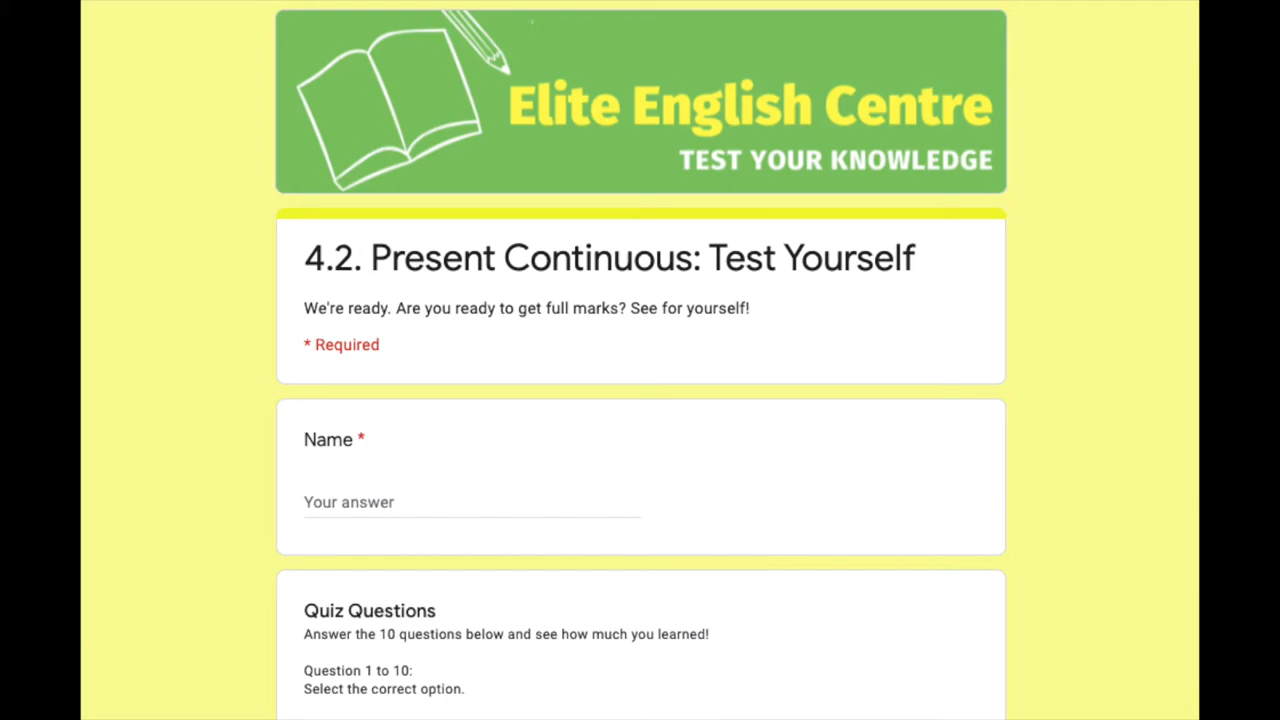 Elite English Centre
TEST YOUR KNOWLEDGE
4.2. Present Continuous: Test Yourself
We're ready. Are you ready to get full marks? See for yourself!
* Required
Name *
Your answer
Quiz Questions
Answer the 10 questions below and see how much you learned!
Question 1 to 10:
Select the correct option.